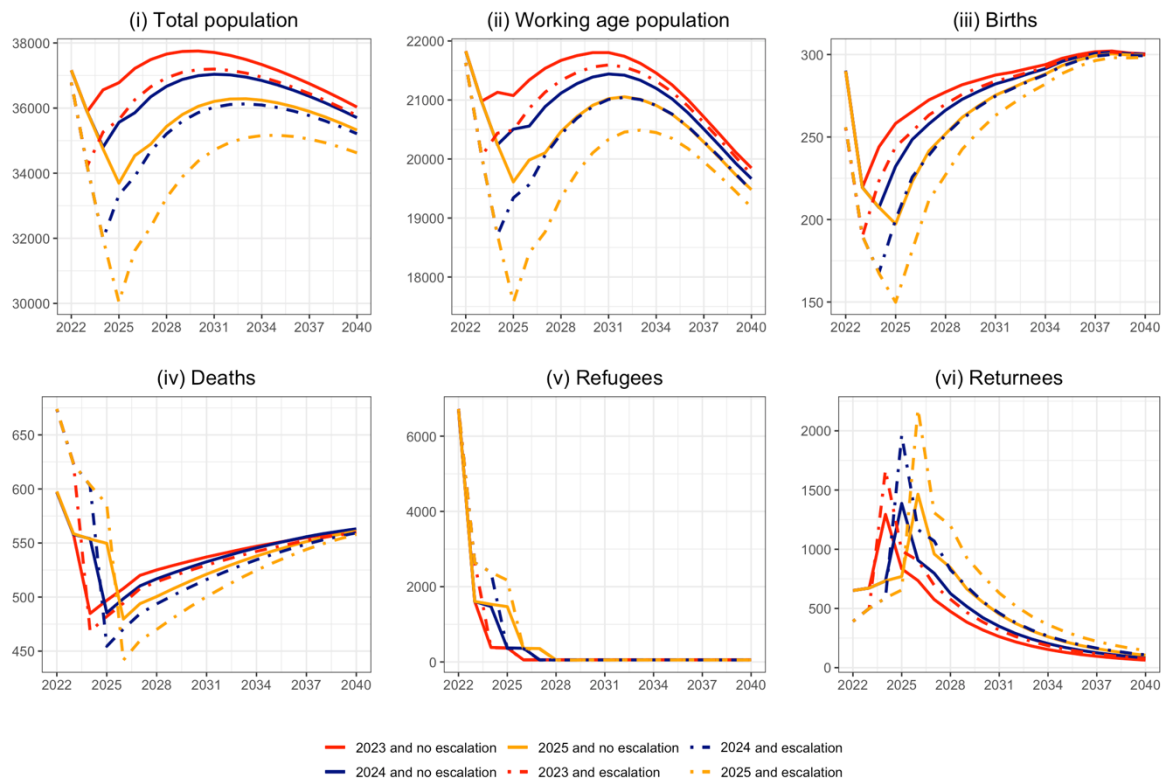 (i) Total population
(ii) Working age population
(iii) Births
38000
36000
34000
32000
30000
2022 2025 2028 2031 2034 2037 2040
22000
21000
20000
19000
18000
2022 2025 2028 2031 2034 2037 2040
300
250
200
150
2022 2025 2028 2031 2034 2037 2040
(iv) Deaths
(v) Refugees
(vi) Returnees
650
600
550
500
450
2022 2025 2028 2031 2034 2037 2040
6000
4000
2000
0
2022 2025 2028 2031 2034 2037 2040
2000
1500
1000
500
0
2022 2025 2028 2031 2034 2037 2040
2023 and no escalation 2025 and no escalation 2024 and escalation
2024 and no escalation 2023 and escalation 2025 and escalation